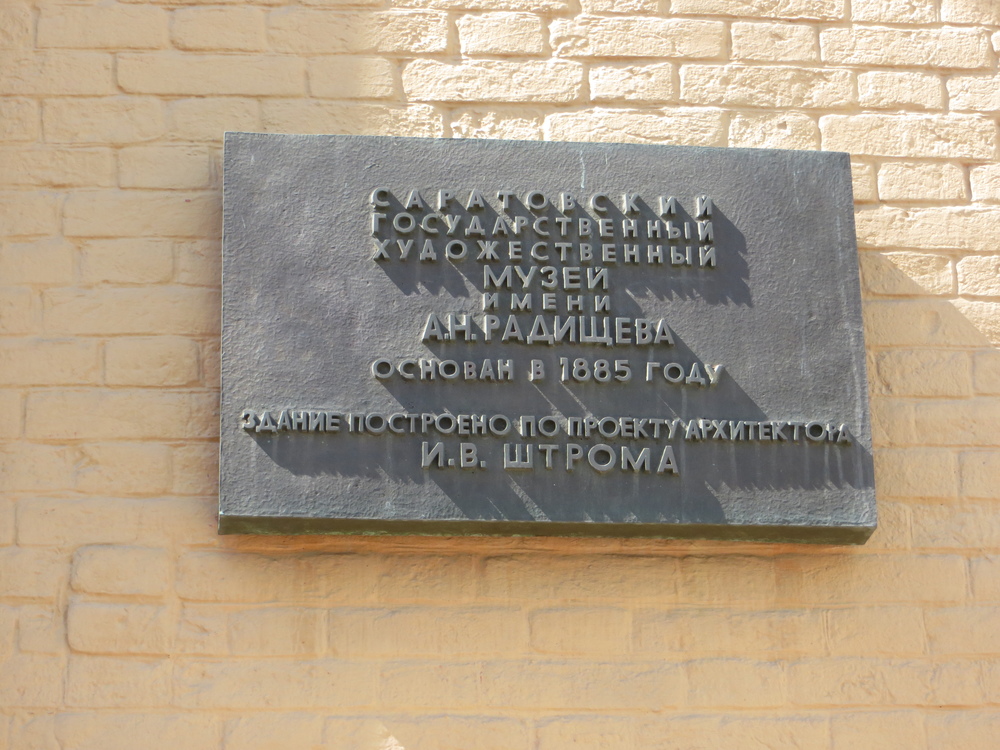 САРАТОВСКИЙ
ГОСУДАРСТВЕННЫЙ
ХУДОЖЕСТВЕННЫЙ
МУЗЕЙ
ИМЕНИ
А.Н.РАДИЩЕВА
ОСНОВАН В 1885 ГОДУ
ЗДАНИЕ ПОСТРОЕНО ПО ПРОЕКТУ АРХИТЕКТОРА
И.В. ШТРОМА